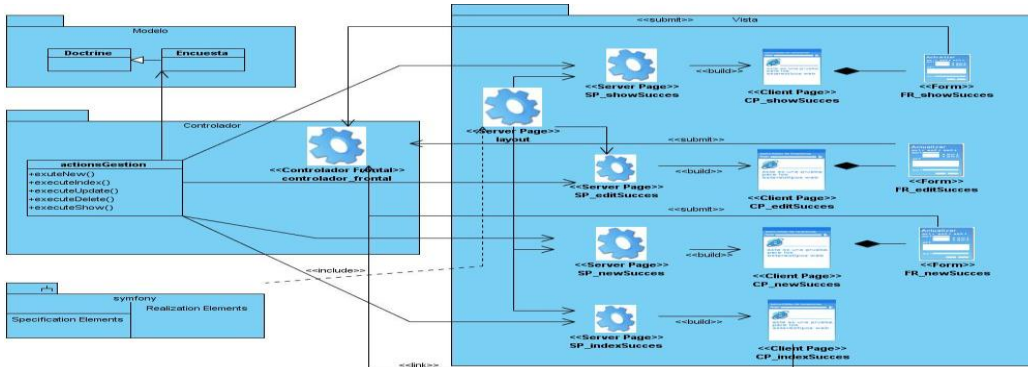 Modelo
Doctrine
Encuesta
Controlador
actionsGestion
+exuteNew()
+executeIndex()
+executeUpdate()
+executeDelete()
+executeShow()
<<Controlador Frontal>>
controlador_frontal
<<include>>
symfony
Specification Elements
Realization Elements
<<link>>
<<submit>>
Vista
<<Server Page>>
SP_showSucces
<<build>>
<<Client Page>>
CP_showSucces
<<Form>>
FR_showSucces
<<Server Page>>
layout
<<submit>>
<<Server Page>>
SP_editSucces
<<build>>
<<Client Page>>
CP_editSucces
<<Form>>
FR_editSucces
<<submit>>
<<Server Page>>
SP_newSucces
<<build>>
<<Client Page>>
CP_newSucces
<<Form>>
FR_newSucces
<<Server Page>>
SP_indexSucces
<<build>>
<<Client Page>>
CP_indexSucces